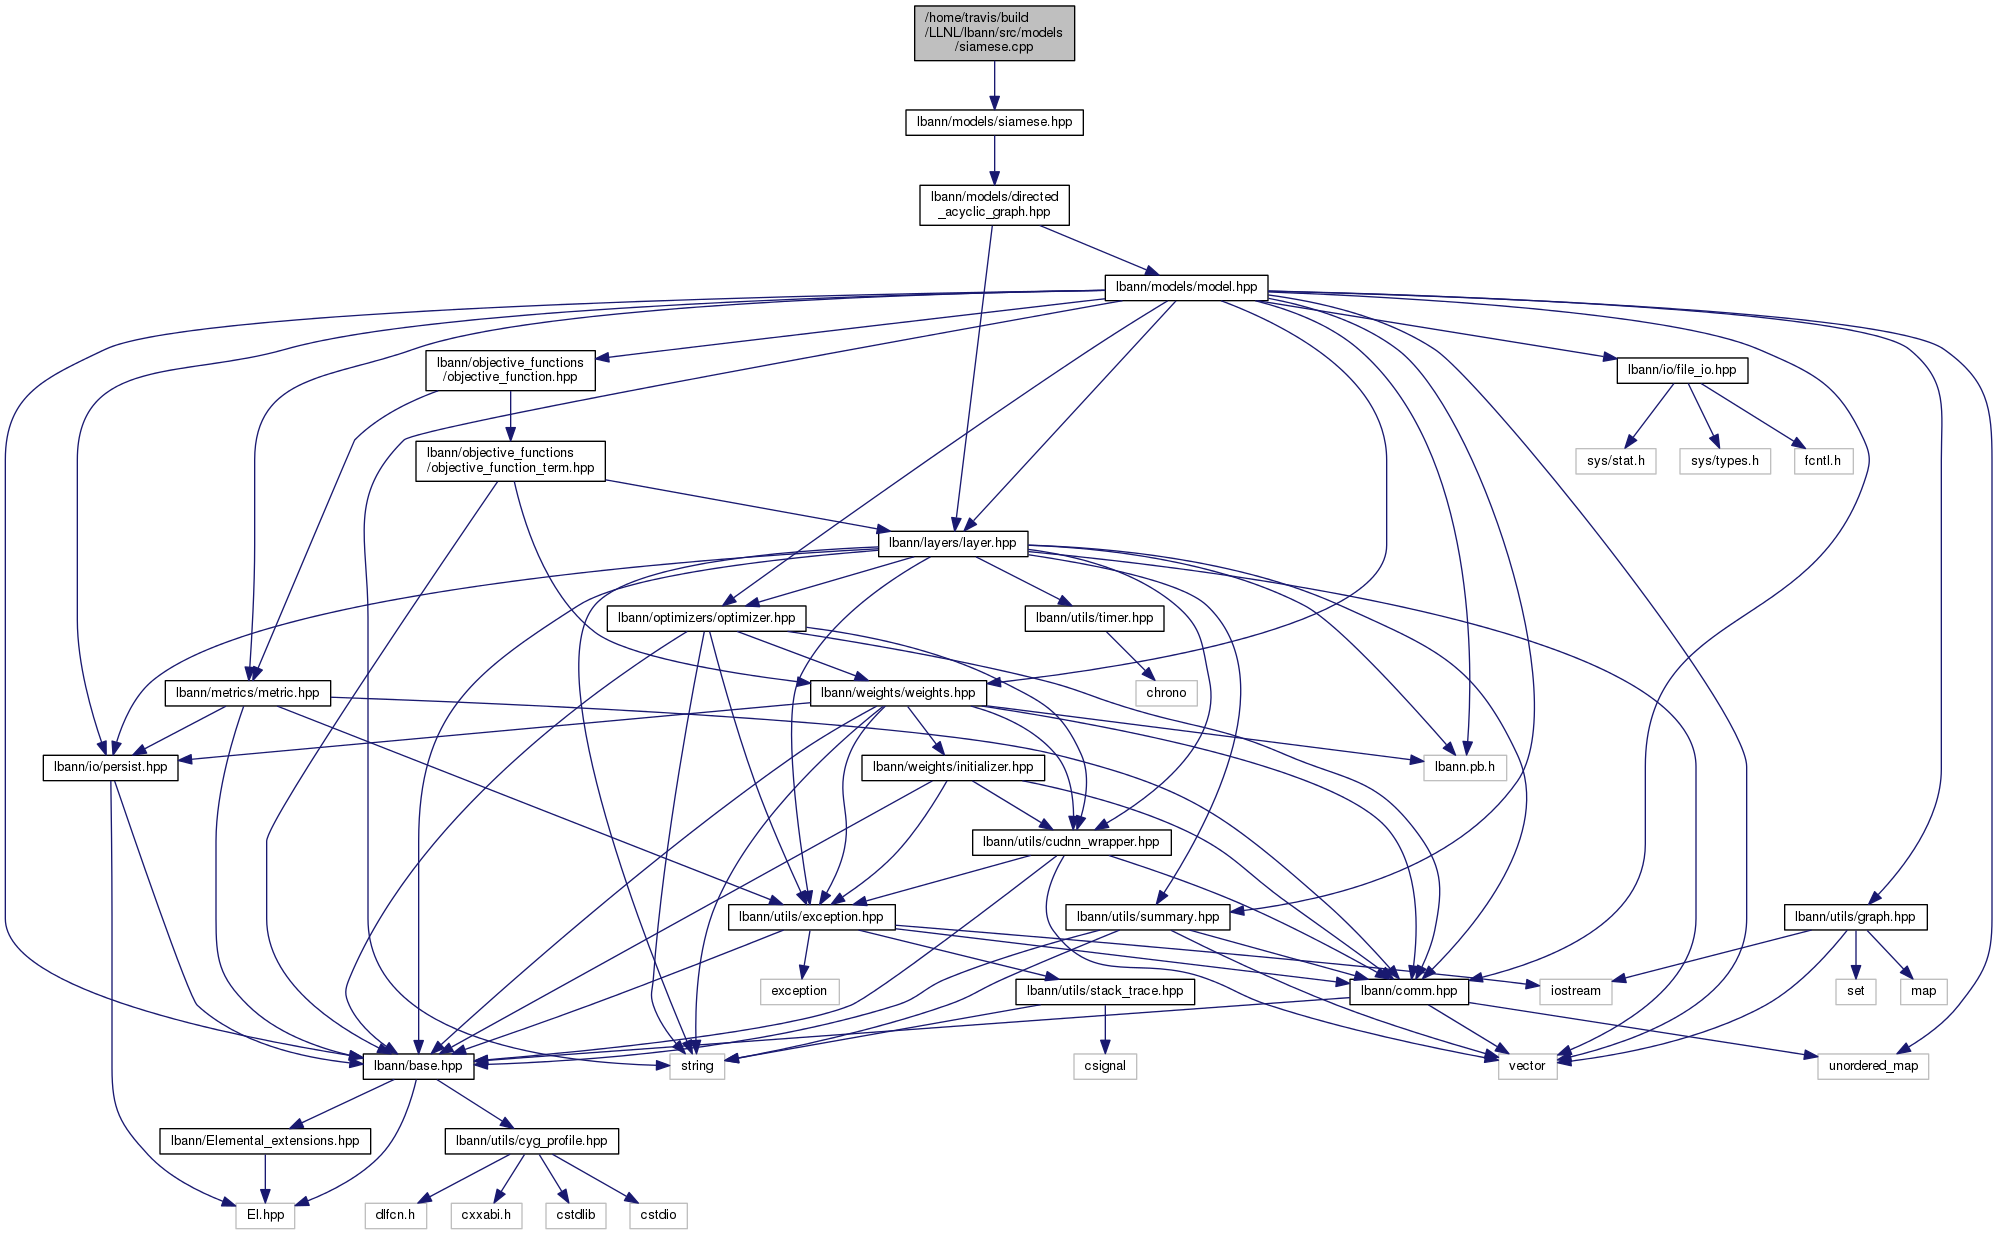 /home/travis/build
/LLNL/lbann/src/models
/siamese.cpp
lbann/models/siamese.hpp
lbann/models/directed
_acyclic_graph.hpp
lbann/models/model.hpp
lbann/objective_functions
/objective_function.hpp
lbann/io/file_io.hpp
lbann/objective_functions
/objective_function_term.hpp
sys/stat.h
sys/types.h
fcntl.h
lbann/layers/layer.hpp
lbann/optimizers/optimizer.hpp
lbann/utils/timer.hpp
lbann/metrics/metric.hpp
lbann/weights/weights.hpp
chrono
lbann/io/persist.hpp
lbann/weights/initializer.hpp
lbann.pb.h
lbann/utils/cudnn_wrapper.hpp
lbann/utils/exception.hpp
lbann/utils/summary.hpp
lbann/utils/graph.hpp
exception
lbann/utils/stack_trace.hpp
lbann/comm.hpp
iostream
set
map
lbann/base.hpp
string
csignal
vector
unordered_map
lbann/Elemental_extensions.hpp
lbann/utils/cyg_profile.hpp
El.hpp
dlfcn.h
cxxabi.h
cstdlib
cstdio